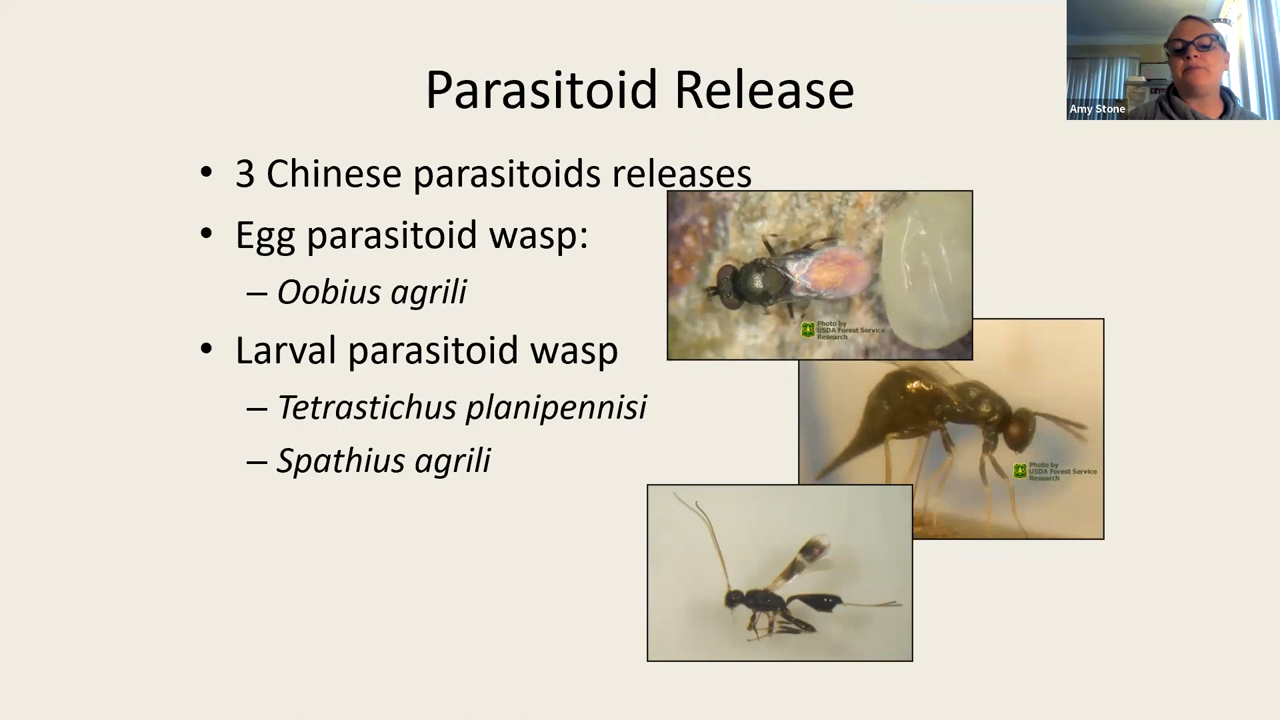 Parasitoid Release
Amy Stone
• 3 Chinese parasitoids releases
• Egg parasitoid wasp:
– Oobius agrili
• Larval parasitoid wasp
– Tetrastichus planipennisi
– Spathius agrili
Photo by
USDA Forest Service
Research
Photo by
USDA Forest Service
Research